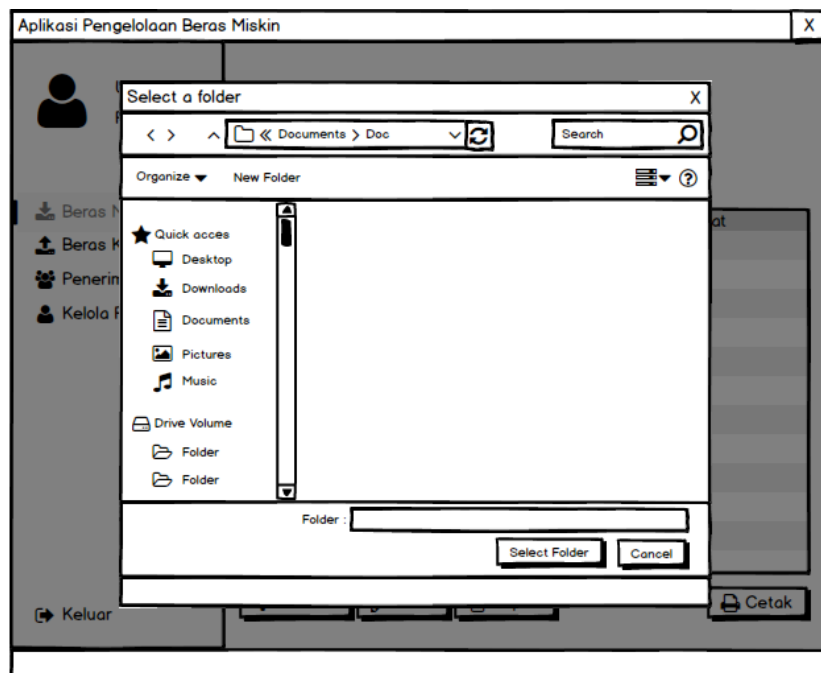 Aplikasi Pengelolaan Beras Miskin X
Select a folder X
< > « Documents > Doc Search
Organize New Folder ?
Beras
Quick acces
at
Beras K
Desktop
Downloads
Documents
Kelola
Pictures
Music
Drive Volume
Folder
Folder
Folder :
Select Folder Cancel
Keluar Cetak